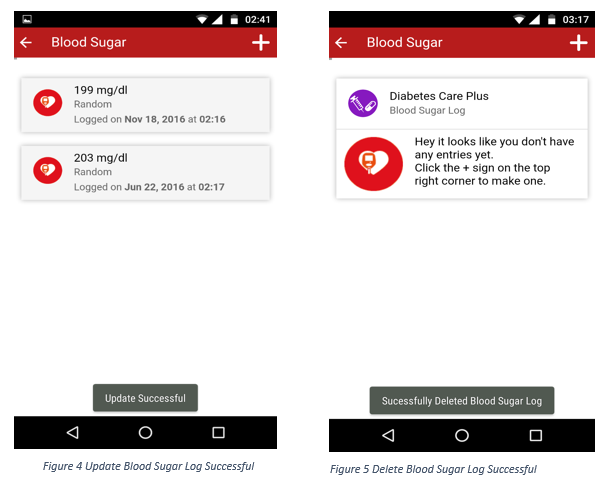 02:41
Blood Sugar
199 mg/dl
Random
Logged on Nov 18, 2016 at 02:16
203 mg/dl
Random
Logged on Jun 22, 2016 at 02:17
Update Successful
Figure 4 Update Blood Sugar Log Successful
03:17
Blood Sugar
Diabetes Care Plus
Blood Sugar Log
Hey it looks like you don't have
any entries yet.
Click the + sign on the top
right corner to make one.
Sucessfully Deleted Blood Sugar Log
Figure 5 Delete Blood Sugar Log Successful